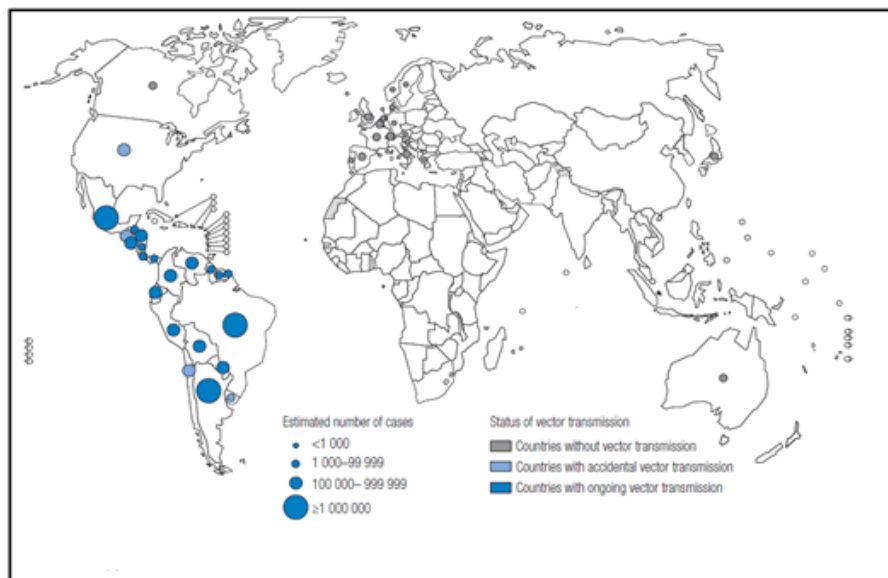 Estimated number of cases
<1 000
1 000–99 999
100 000– 999 999
≥1 000 000
Status of vector transmission
Countries without vector transmission
Countries with accidental vector transmission
Countries with ongoing vector transmission